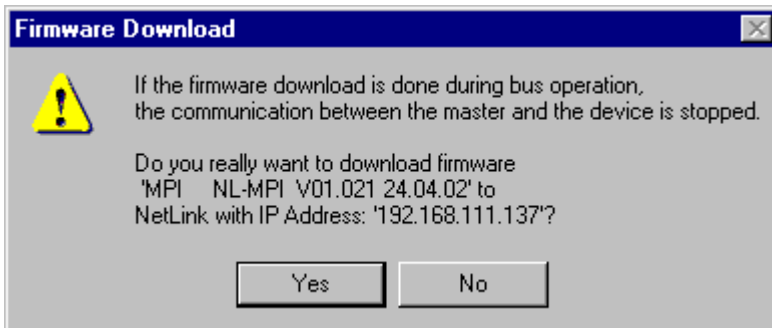 Firmware Download
If the firmware download is done during bus operation,
the communication between the master and the device is stopped.
Do you really want to download firmware
'MPI NL-MPI V01.021 24.04.02' to
NetLink with IP Address: '192.168.111.137'?
Yes
No